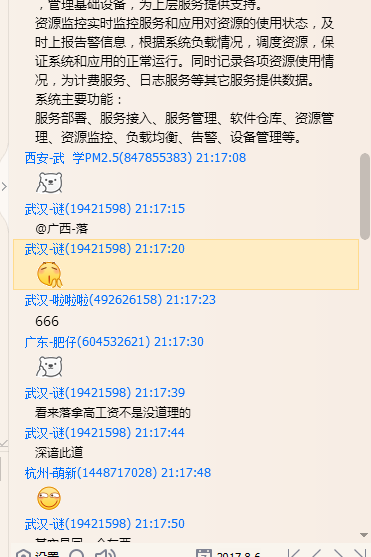 ，管理基础设备，为上层服务提供支持。
资源监控实时监控服务和应用对资源的使用状态，及
时上报告警信息，根据系统负载情况，调度资源，保
证系统和应用的正常运行。同时记录各项资源使用情
况，为计费服务、日志服务等其它服务提供数据。
系统主要功能：
服务部署、服务接入、服务管理、软件仓库、资源管
理、资源监控、负载均衡、告警、设备管理等。
西安-武 学PM2.5(847855383) 21:17:08
武汉-谜(19421598) 21:17:15
@广西-落
武汉-谜(19421598) 21:17:20
武汉-啦啦啦(492626158) 21:17:23
666
广东-肥仔(604532621) 21:17:30
武汉-谜(19421598) 21:17:39
看来落拿高工资不是没道理的
武汉-谜(19421598) 21:17:44
深谙此道
杭州-萌新(1448717028) 21:17:48
武汉-谜(19421598) 21:17:50
设置 2017-8-6